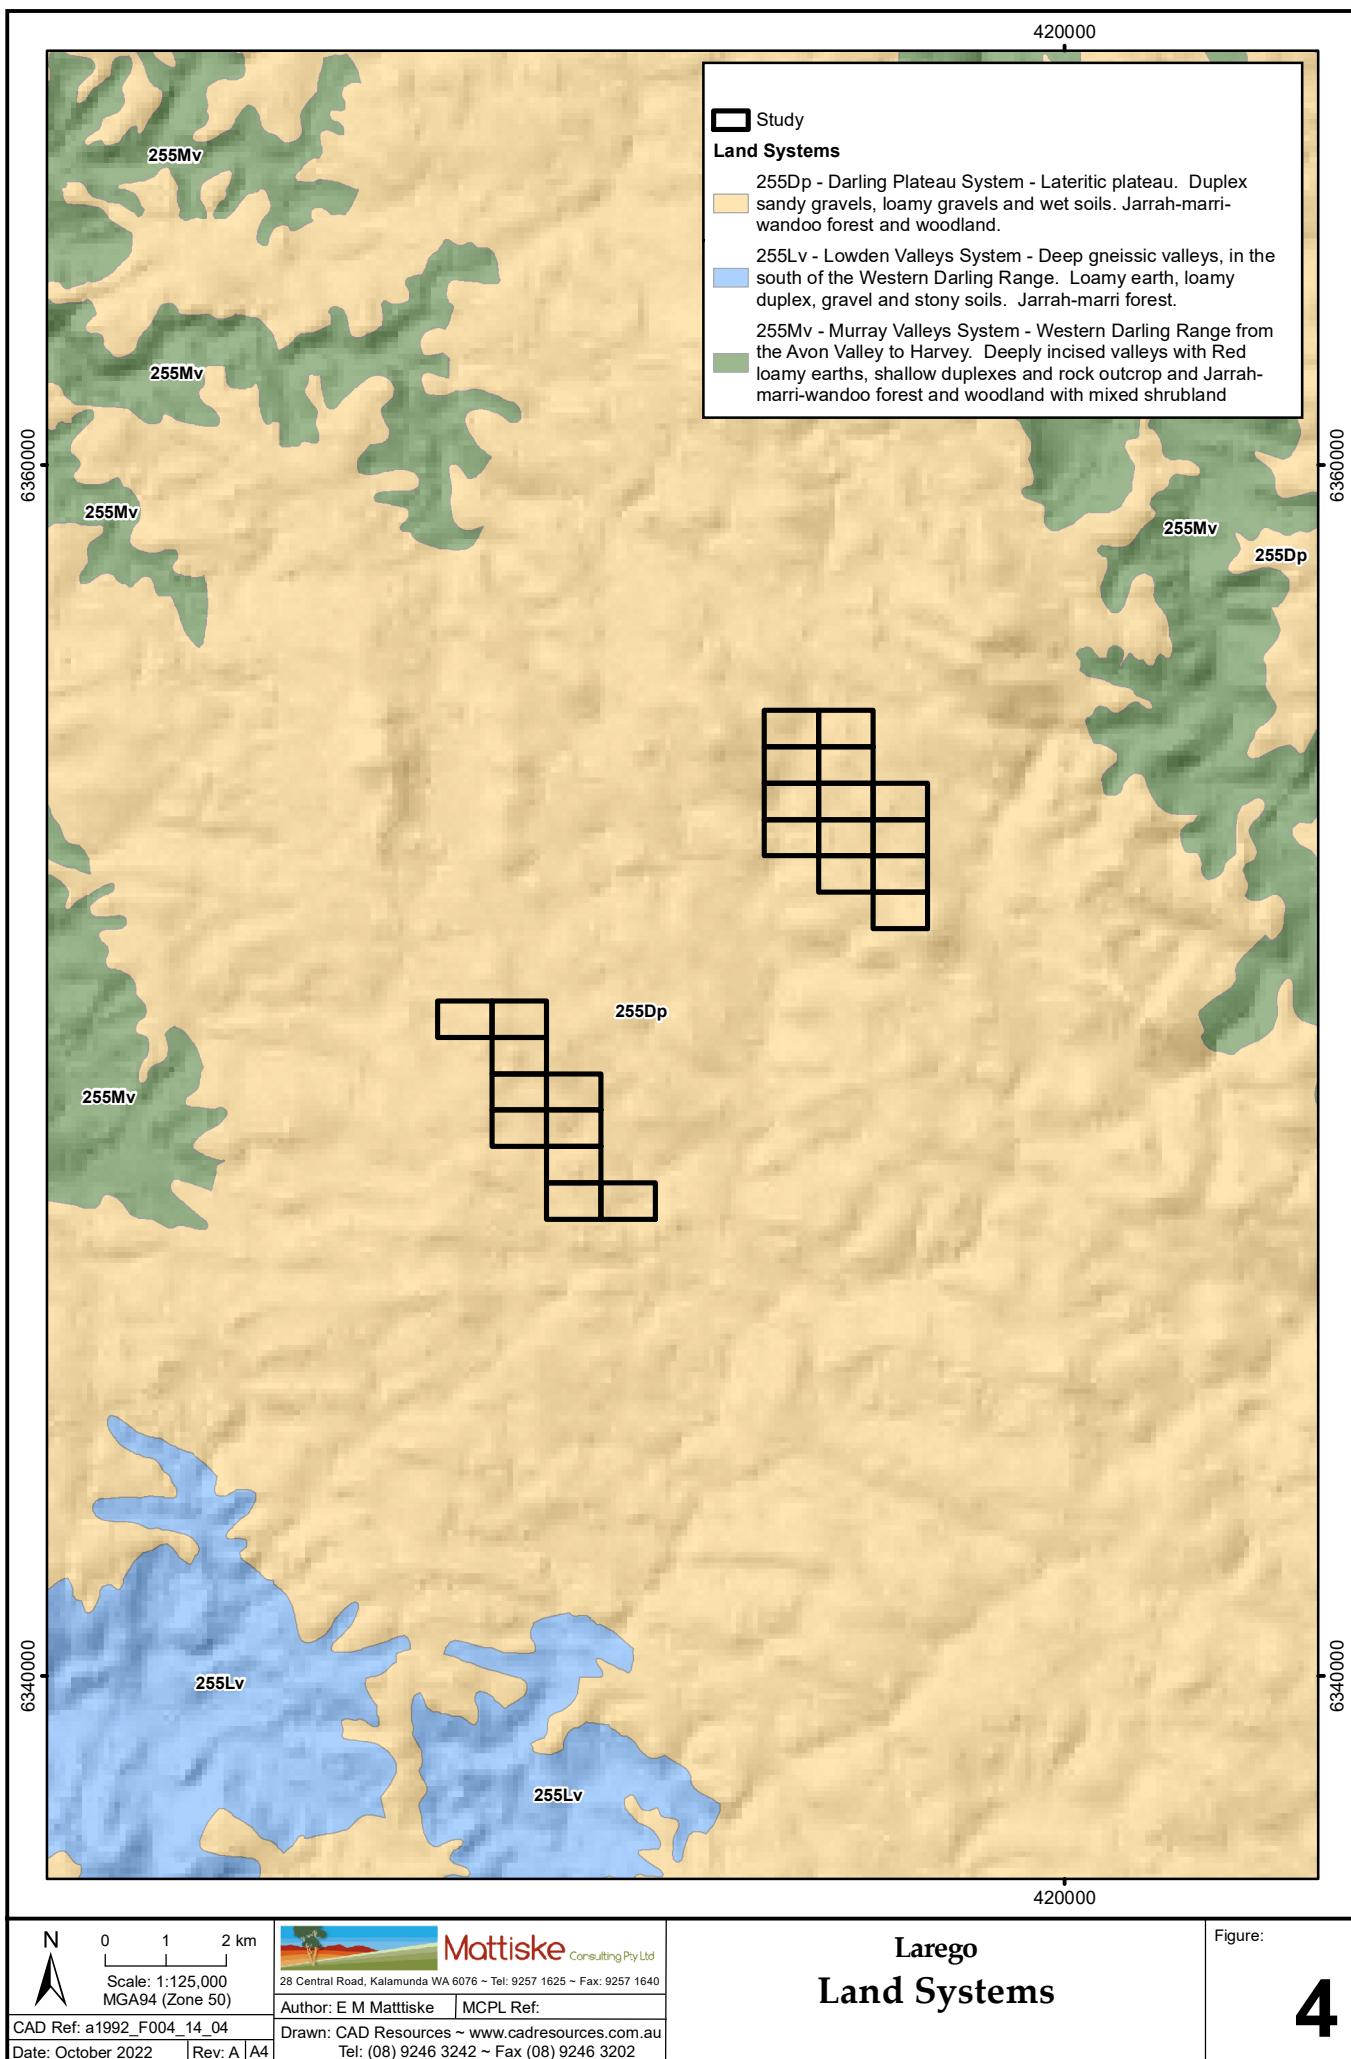 420000
Study
Land Systems
255Dp - Darling Plateau System - Lateritic plateau.  Duplex
sandy gravels, loamy gravels and wet soils. Jarrah-marri-
wandoo forest and woodland.
255Lv - Lowden Valleys System - Deep gneissic valleys, in the
south of the Western Darling Range.  Loamy earth, loamy
duplex, gravel and stony soils.  Jarrah-marri forest.
255Mv - Murray Valleys System - Western Darling Range from
the Avon Valley to Harvey.  Deeply incised valleys with Red
loamy earths, shallow duplexes and rock outcrop and Jarrah-
marri-wandoo forest and woodland with mixed shrubland
255Mv
255Mv
6360000
6360000
255Mv
255Mv
255Dp
255Dp
255Mv
6340000
6340000
255Lv
255Lv
420000
N
0 1 2 km
Scale: 1:125,000
MGA94 (Zone 50)
CAD Ref: a1992_F004_14_04
Date: October 2022
Rev: A
A4
Mattiske Consulting Pty Ltd
28 Central Road, Kalamunda WA 6076 ~ Tel: 9257 1625 ~ Fax: 9257 1640
Author: E M Matttiske
MCPL Ref:
Drawn: CAD Resources ~ www.cadresources.com.au
Tel: (08) 9246 3242 ~ Fax (08) 9246 3202
Larego
Land Systems
Figure:
4